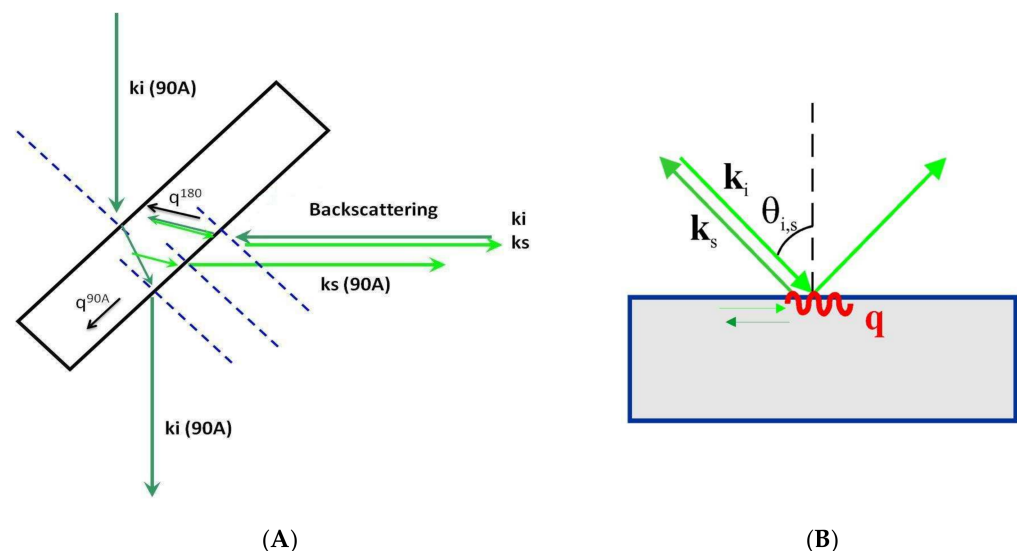 ki (90A)
q180
Backscattering
ki
ks
ks (90A)
q90A
ki (90A)
(A)
ki
θi,s
ks
q
(B)